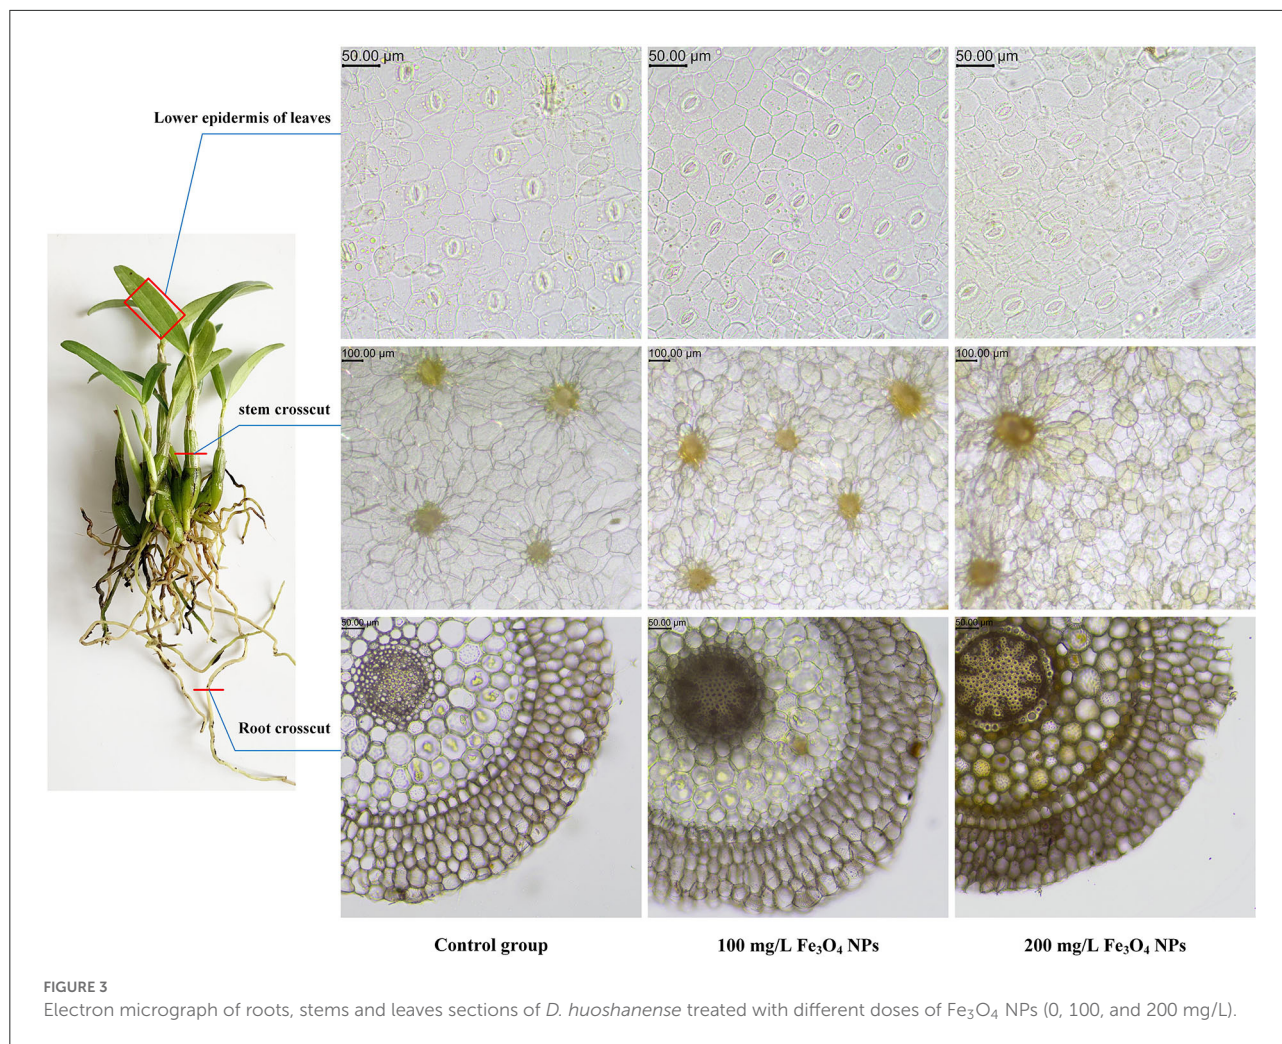 50.00 µm
50.00 µm
50.00 µm
Lower epidermis of leaves
100.00 µm
100.00 µm
100.00 µm
stem crosscut
50.00 µm
50.00 µm
50.00 µm
Root crosscut
Control group
100 mg/L Fe₃O₄ NPs
200 mg/L Fe₃O₄ NPs
FIGURE 3
Electron micrograph of roots, stems and leaves sections of D. huoshanense treated with different doses of Fe₃O₄ NPs (0, 100, and 200 mg/L).